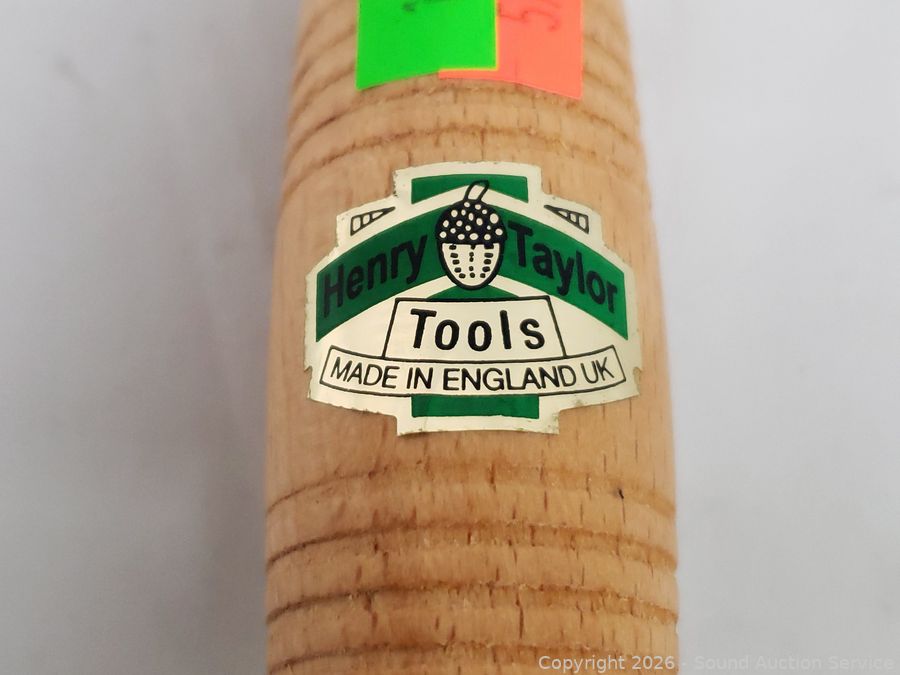 Henry Taylor
Tools
MADE IN ENGLAND UK
Copyright 2026 - Sound Auction Service